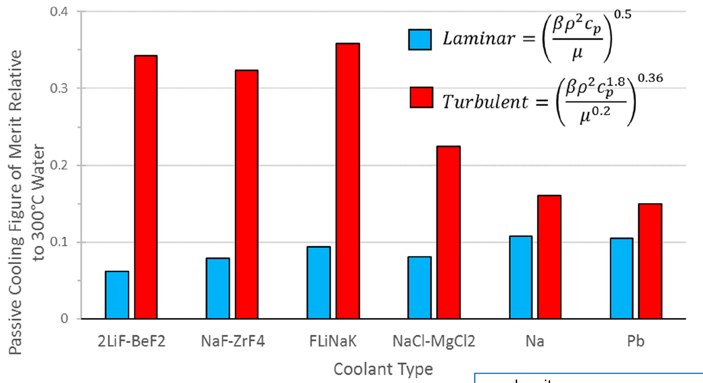 0.4
0.3
0.2
0.1
0
Passive Cooling Figure of Merit Relative
to 300°C Water
Laminar = (βρ²cₚ/μ)^0.5
Turbulent = (βρ²cₚ^1.8/μ^0.2)^0.36
2LiF-BeF2 NaF-ZrF4 FLiNaK NaCl-MgCl2 Na Pb
Coolant Type